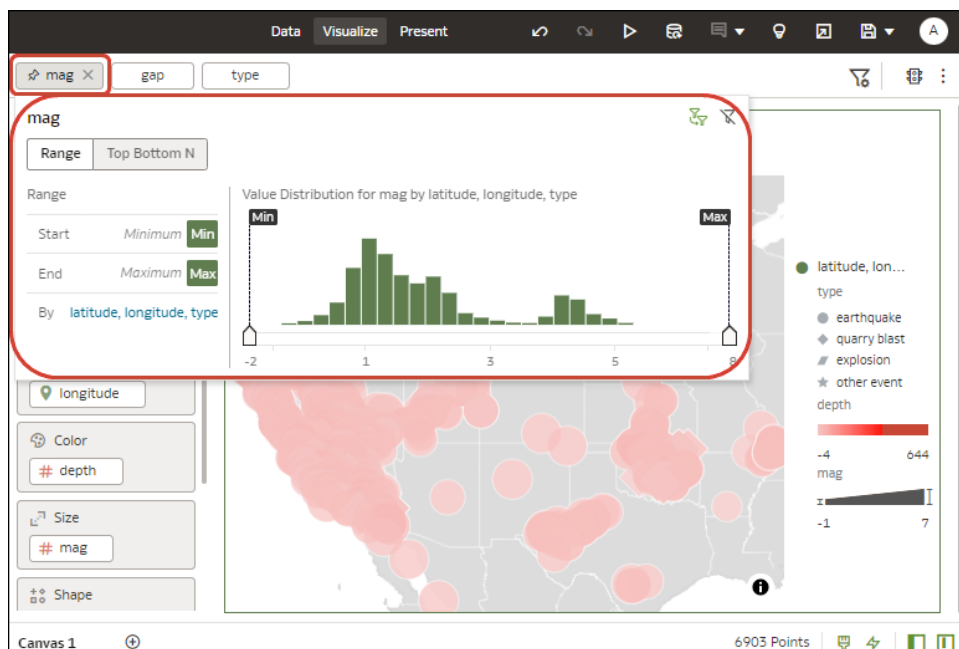 Data Visualize Present A
mag gap type
mag
Range Top Bottom N
Range
Value Distribution for mag by latitude, longitude, type
Min Max
Start Minimum Min
End Maximum Max
By latitude, longitude, type
-2 1 3 5 8
longitude
Color
# depth
Size
# mag
Shape
latitude, lon...
type
earthquake
quarry blast
explosion
other event
depth
-4 644
mag
-1 7
Canvas 1
6903 Points